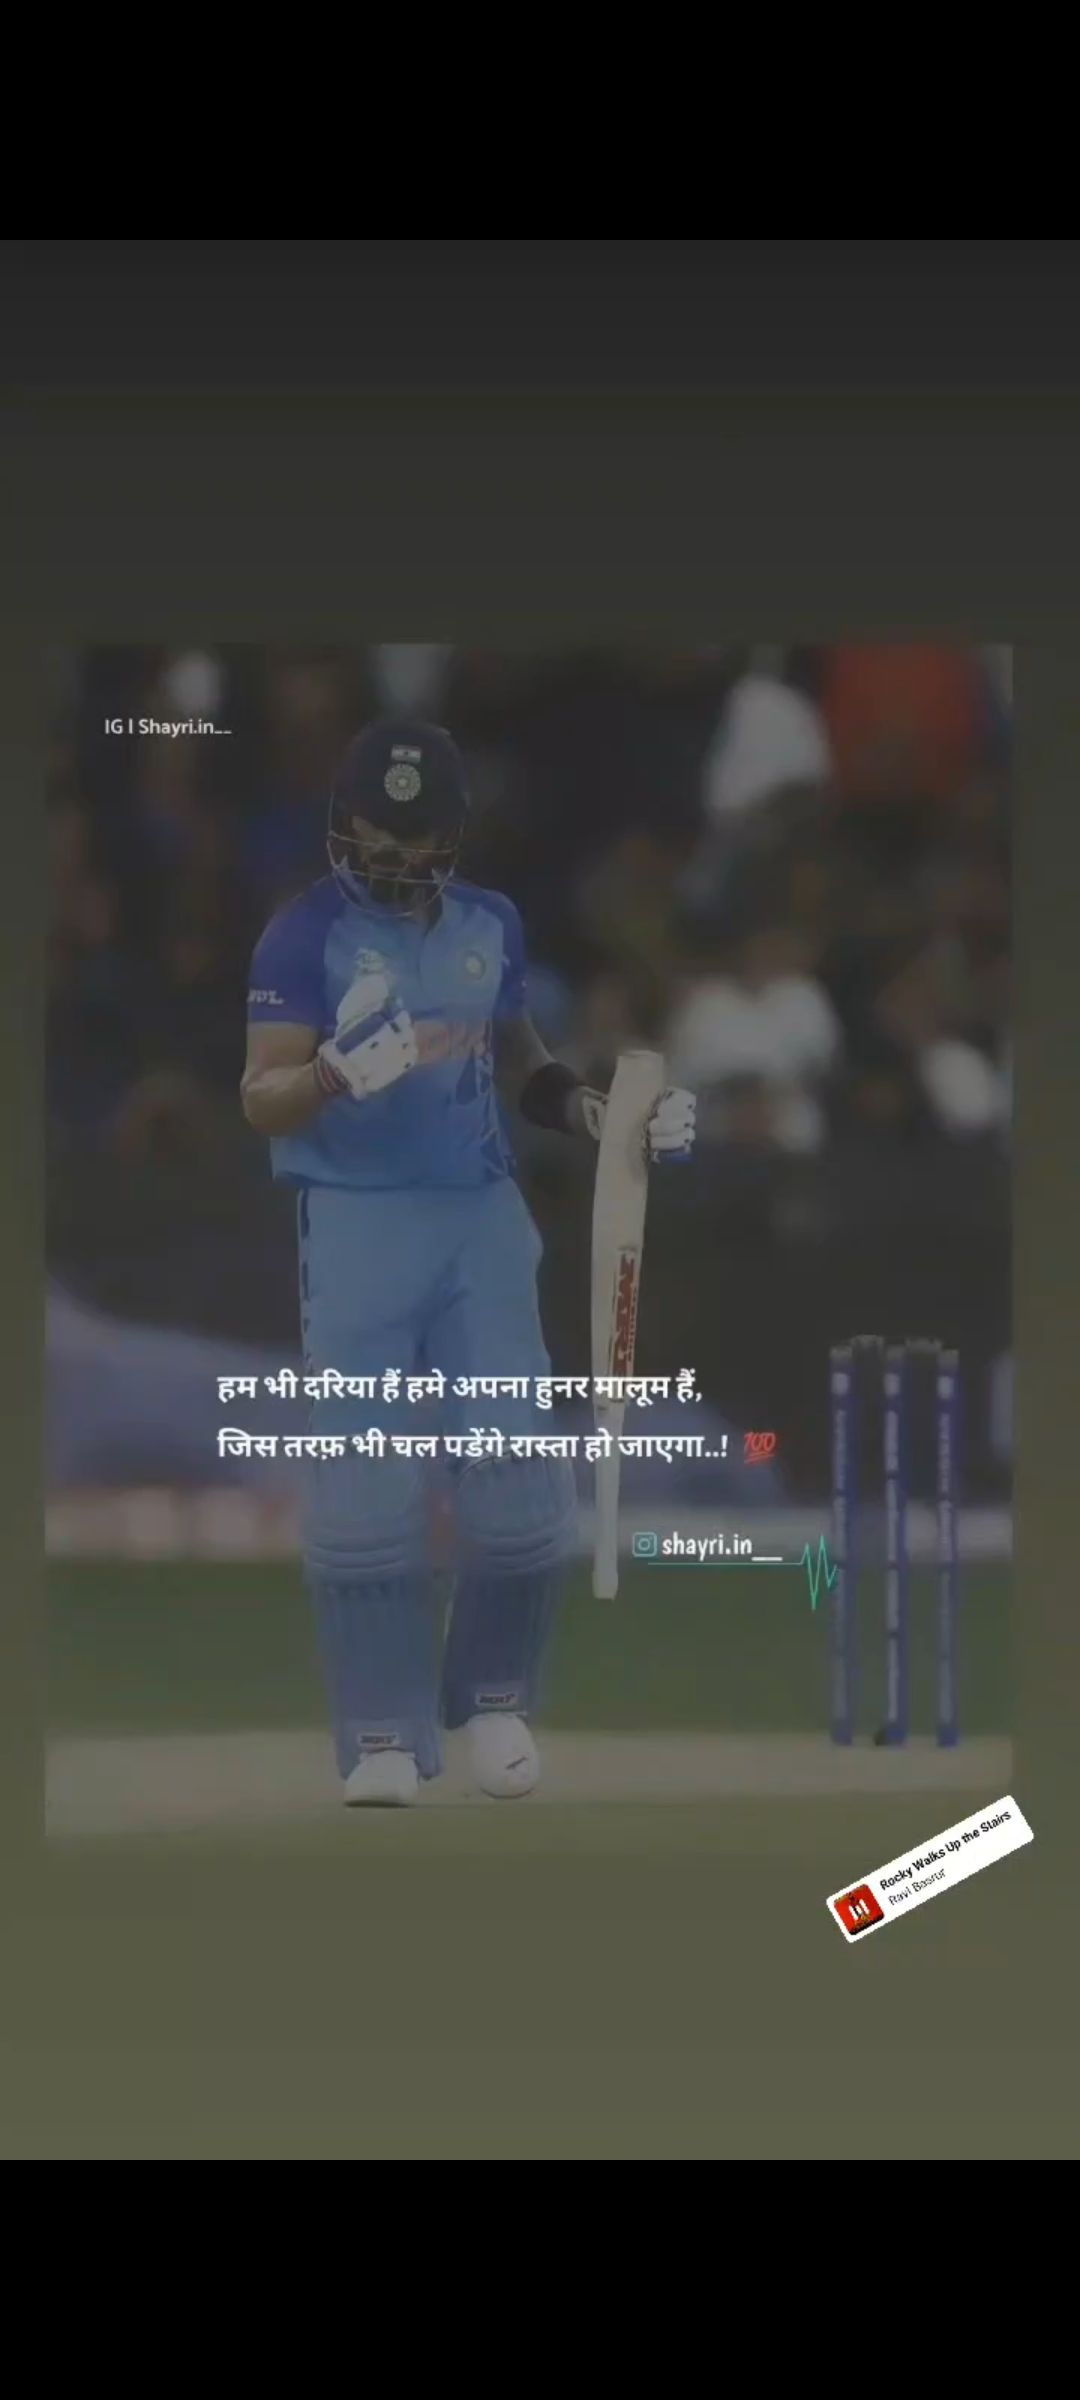 IG | Shayri.in__
हम भी दरिया हैं हमे अपना हुनर मालूम हैं,
जिस तरफ़ भी चल पडेंगे रास्ता हो जाएगा..! 💯
shayri.in__
Rocky Walks Up the Stairs
Ravi Basrur